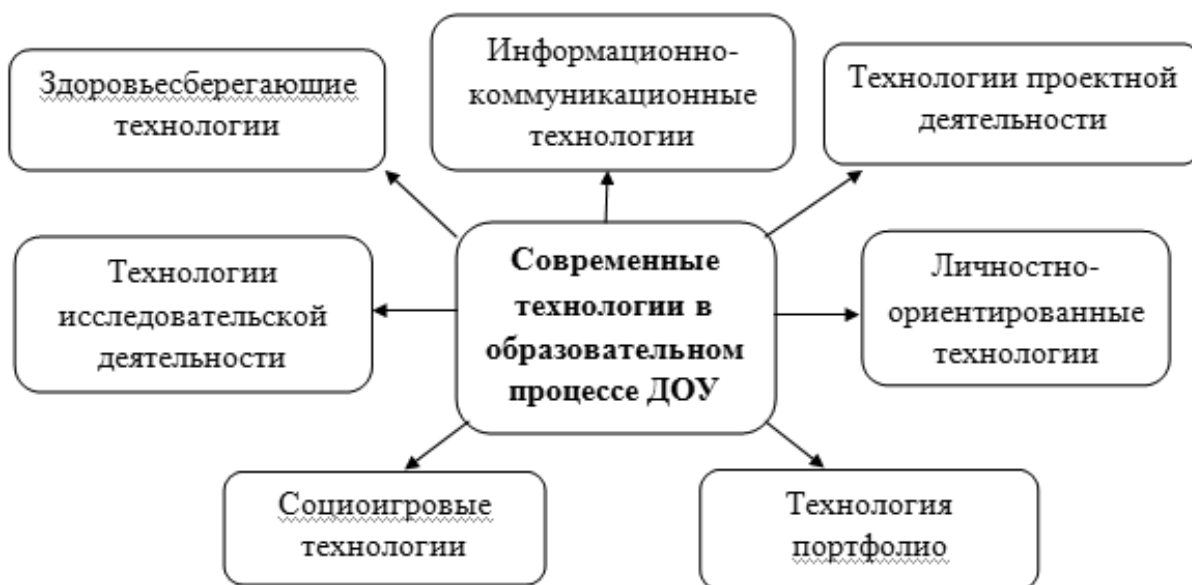 Здоровьесберегающие
технологии
Информационно-
коммуникационные
технологии
Технологии проектной
деятельности
Технологии
исследовательской
деятельности
Современные
технологии в
образовательном
процессе ДОУ
Личностно-
ориентированные
технологии
Социоигровые
технологии
Технология
портфолио